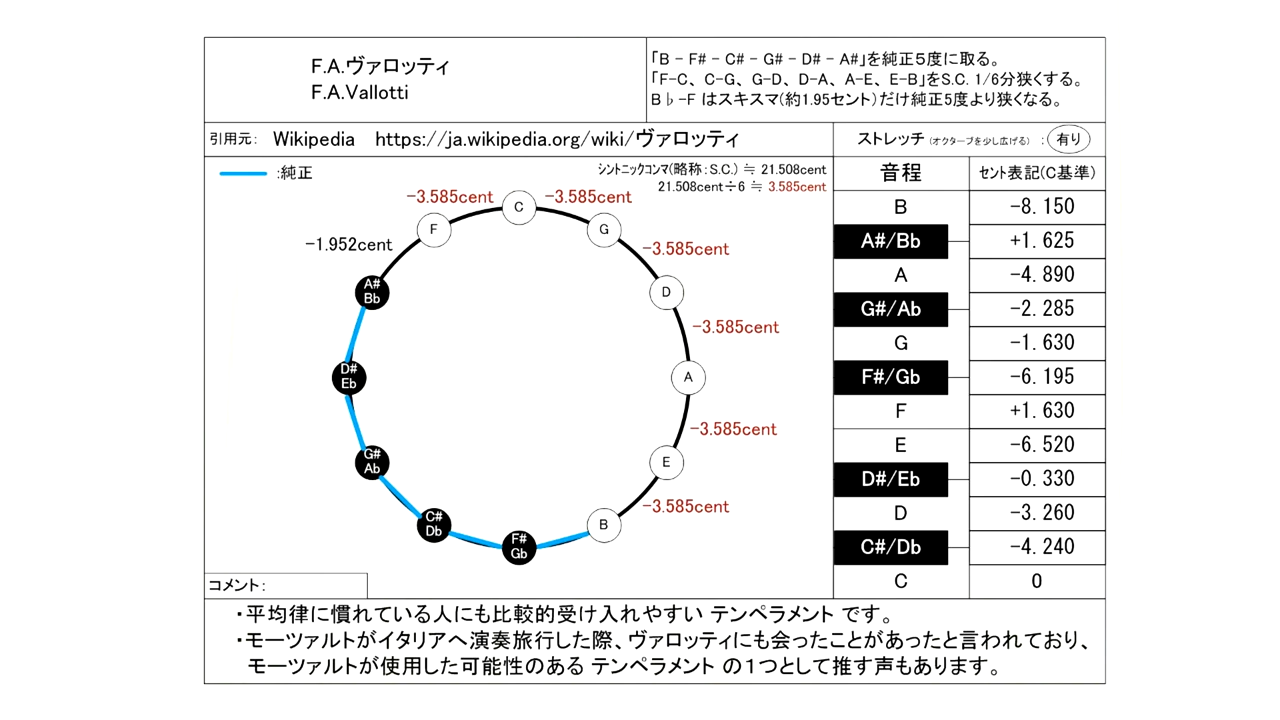 F.A.ヴァロッティ
F.A.Vallotti
「B - F# - C# - G# - D# - A#」を純正5度に取る。
「F-C、C-G、G-D、D-A、A-E、E-B」をS.C. 1/6分狭くする。
B♭-F はスキスマ(約1.95セント)だけ純正5度より狭くなる。
引用元: Wikipedia https://ja.wikipedia.org/wiki/ヴァロッティ
ストレッチ (オクターブを少し広げる) : 有り
:純正
シントニックコンマ(略称:S.C.) ≒ 21.508cent
21.508cent÷6 ≒ 3.585cent
-3.585cent
C
-3.585cent
F
G
-1.952cent
-3.585cent
A#
Bb
D
-3.585cent
D#
Eb
A
-3.585cent
G#
Ab
E
-3.585cent
C#
Db
B
F#
Gb
音程 セント表記(C基準)
B -8.150
A#/Bb +1.625
A -4.890
G#/Ab -2.285
G -1.630
F#/Gb -6.195
F +1.630
E -6.520
D#/Eb -0.330
D -3.260
C#/Db -4.240
C 0
コメント:
・平均律に慣れている人にも比較的受け入れやすい テンペラメント です。
・モーツァルトがイタリアへ演奏旅行した際、ヴァロッティにも会ったことがあったと言われており、
モーツァルトが使用した可能性のある テンペラメント の1つとして推す声もあります。